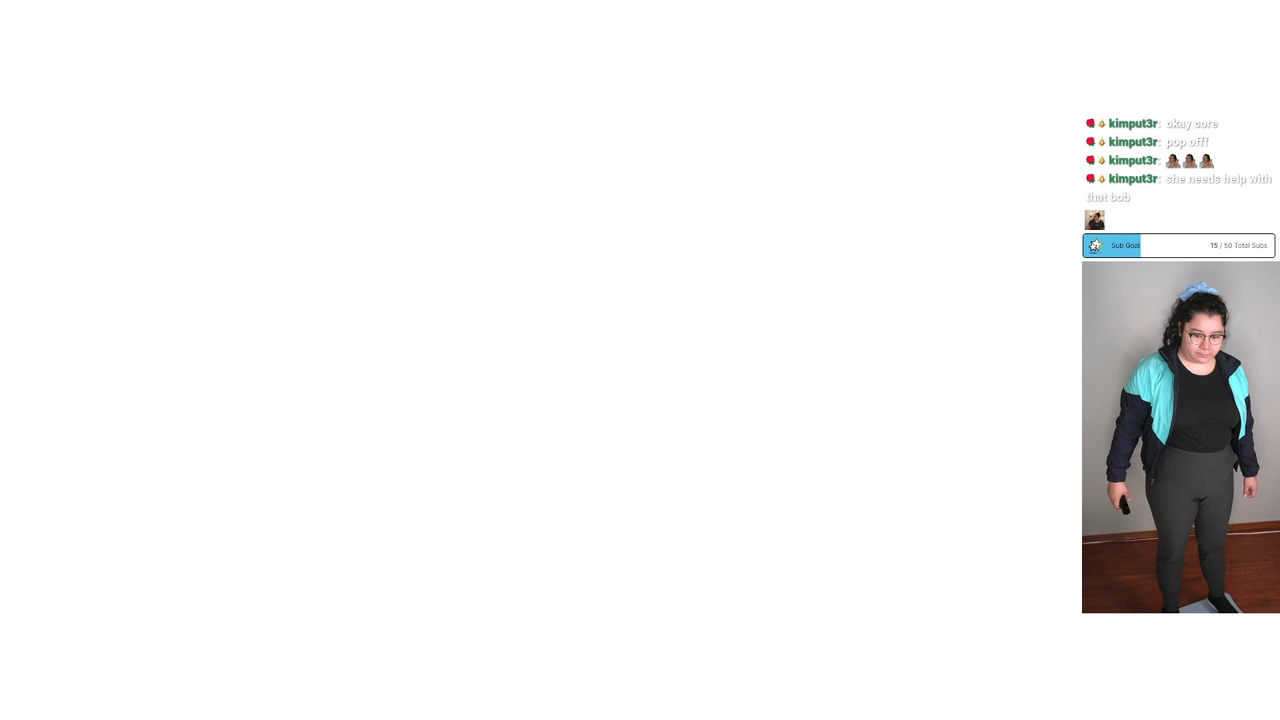 kimput3r: okay core
kimput3r: pop offf
kimput3r:
kimput3r: she needs help with
that bob
Sub Goal 15 / 50 Total Subs